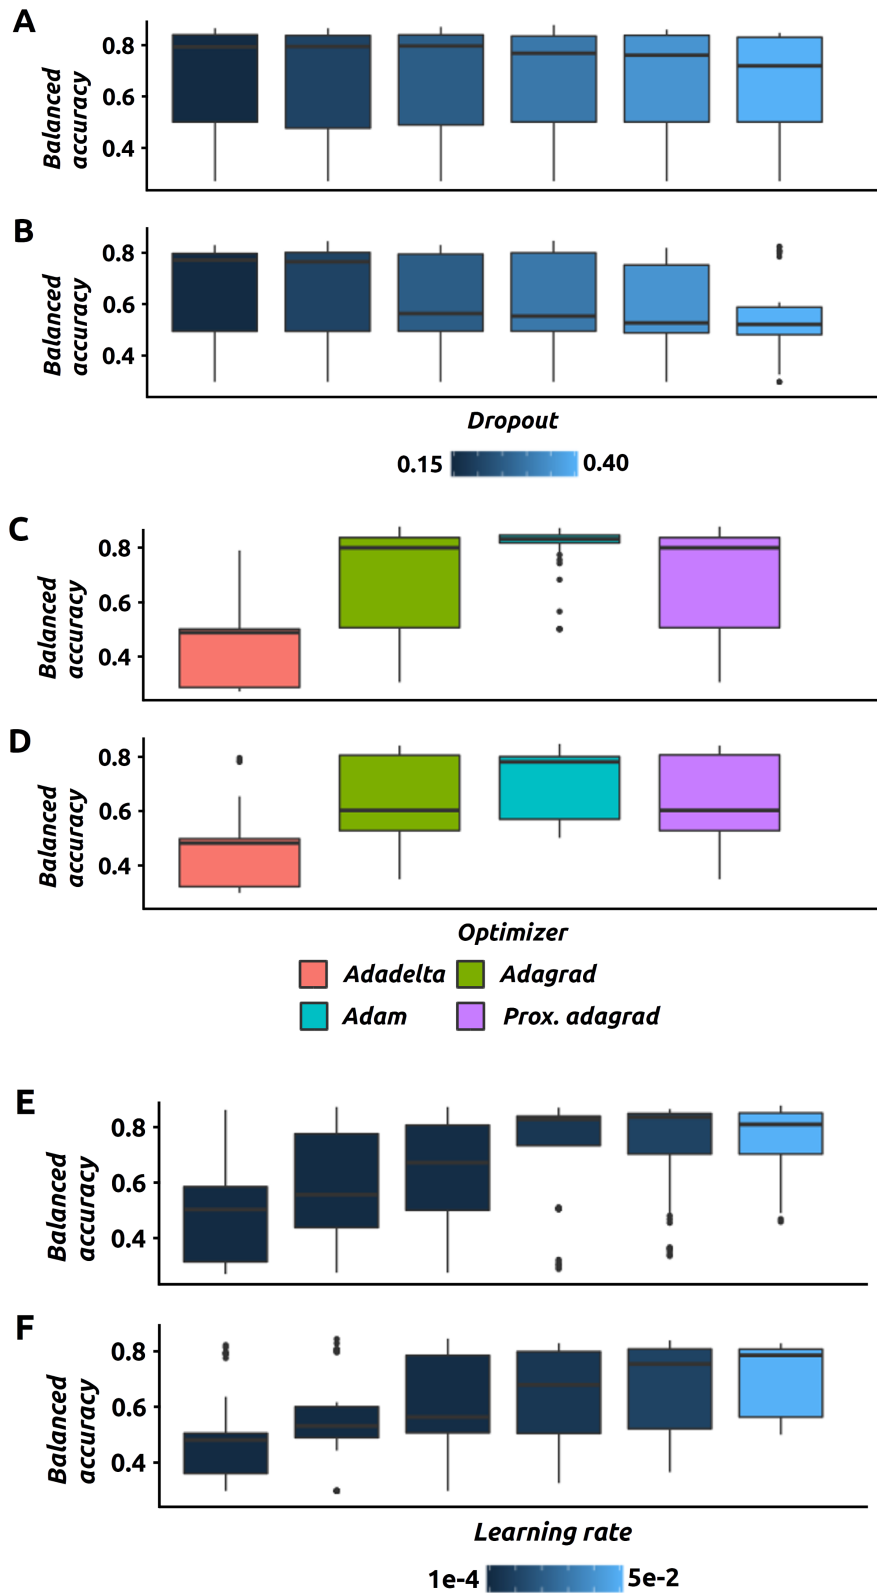 A
Balanced
accuracy
0.8
0.6
0.4
B
Balanced
accuracy
0.8
0.6
0.4
Dropout
0.15 0.40
C
Balanced
accuracy
0.8
0.6
0.4
D
Balanced
accuracy
0.8
0.6
0.4
Optimizer
Adadelta Adagrad
Adam Prox. adagrad
E
Balanced
accuracy
0.8
0.6
0.4
F
Balanced
accuracy
0.8
0.6
0.4
Learning rate
1e-4 5e-2